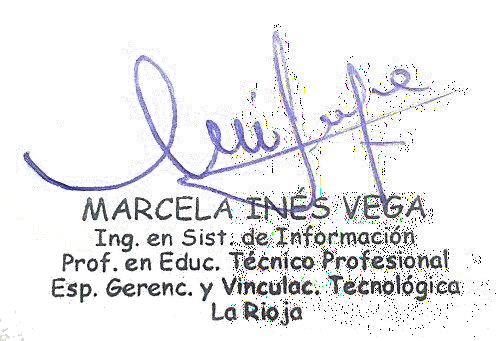 MARCELA INÉS VEGA
Ing. en Sist. de Información
Prof. en Educ. Técnico Profesional
Esp. Gerenc. y Vinculac. Tecnológica
La Rioja